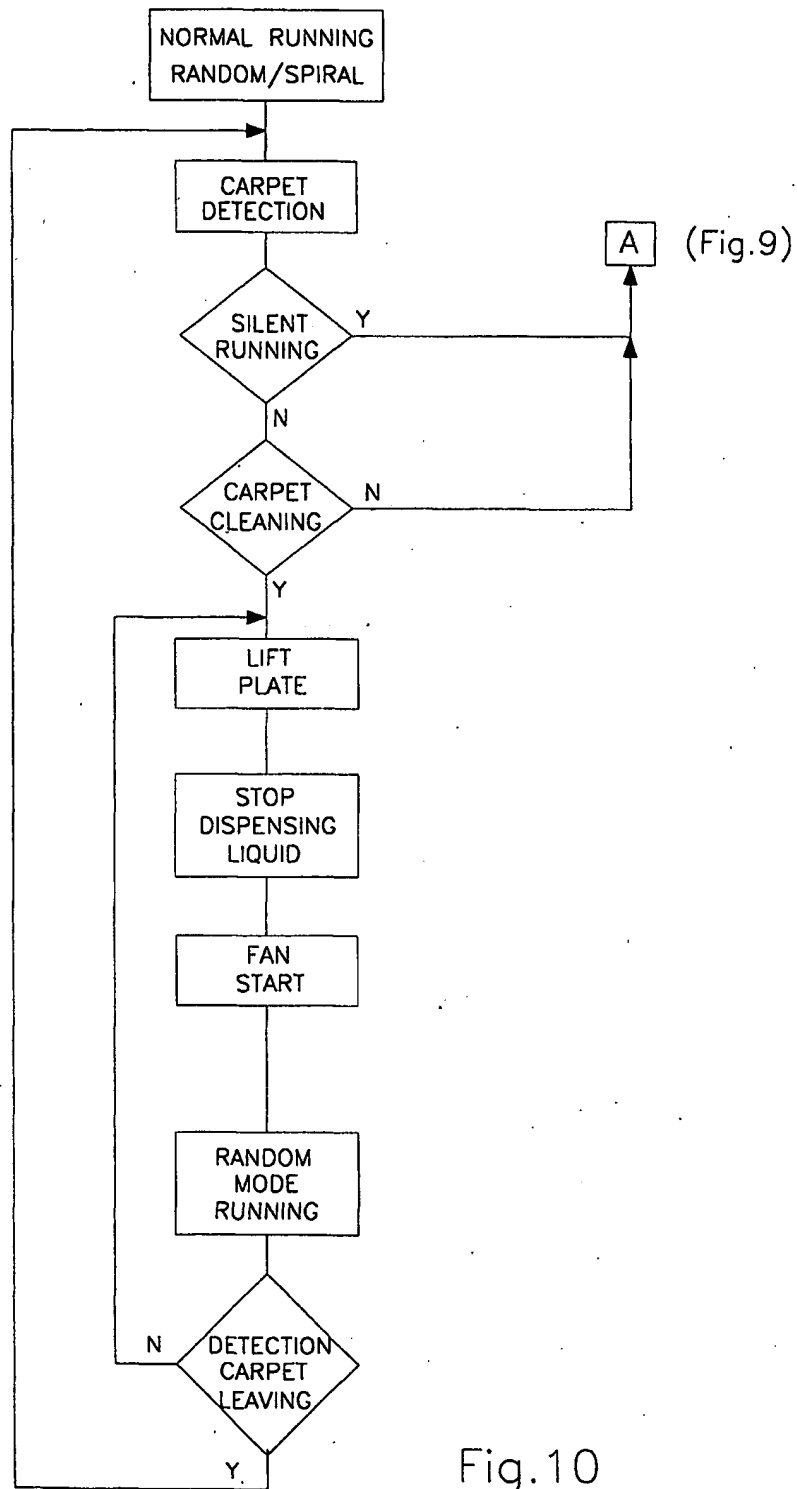 NORMAL RUNNING
RANDOM/SPIRAL
CARPET
DETECTION
A (Fig.9)
SILENT
RUNNING
Y
N
CARPET
CLEANING
N
Y
LIFT
PLATE
STOP
DISPENSING
LIQUID
FAN
START
RANDOM
MODE
RUNNING
N
DETECTION
CARPET
LEAVING
Y
Fig.10